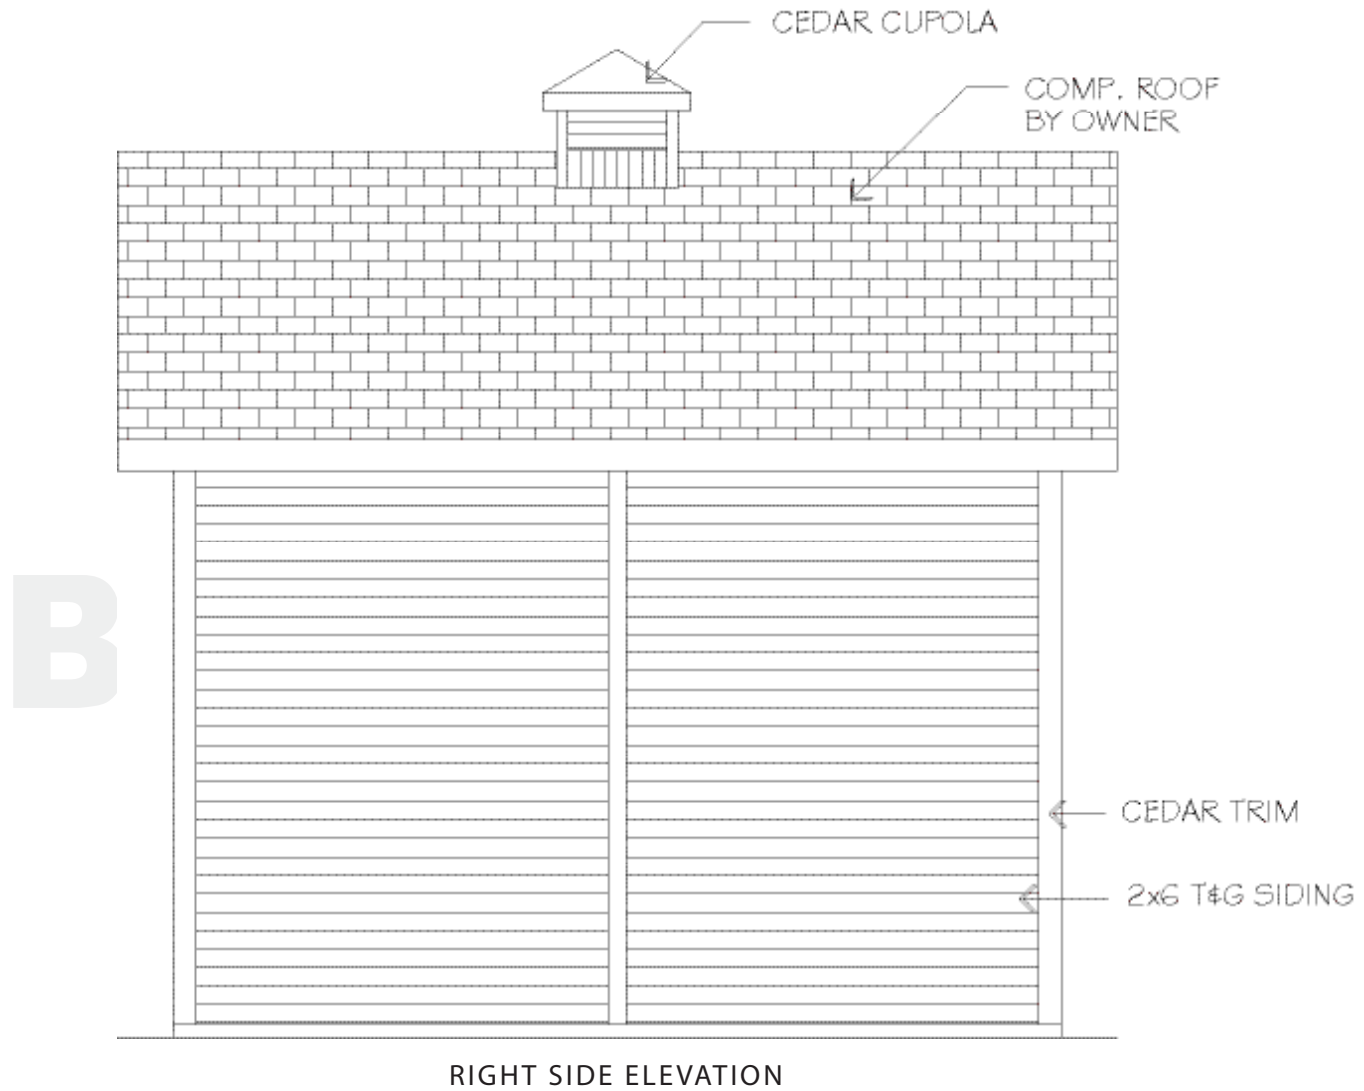 CEDAR CUPOLA
COMP. ROOF
BY OWNER
B
CEDAR TRIM
2x6 T&G SIDING
RIGHT SIDE ELEVATION